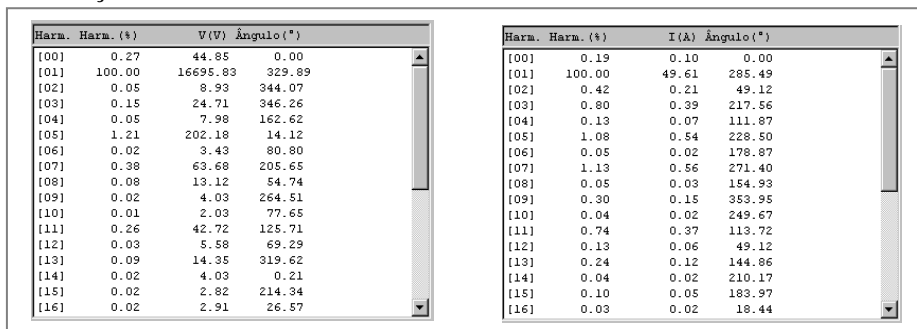 Harm. Harm.(%) V(V) Ângulo(°)
[00] 0.27 44.85 0.00
[01] 100.00 16695.83 329.89
[02] 0.05 8.93 344.07
[03] 0.15 24.71 346.26
[04] 0.05 7.98 162.62
[05] 1.21 202.18 14.12
[06] 0.02 3.43 80.80
[07] 0.38 63.68 205.65
[08] 0.08 13.12 54.74
[09] 0.02 4.03 264.51
[10] 0.01 2.03 77.65
[11] 0.26 42.72 125.71
[12] 0.03 5.58 69.29
[13] 0.09 14.35 319.62
[14] 0.02 4.03 0.21
[15] 0.02 2.82 214.34
[16] 0.02 2.91 26.57
Harm. Harm.(%) I(A) Ângulo(°)
[00] 0.19 0.10 0.00
[01] 100.00 49.61 285.49
[02] 0.42 0.21 49.12
[03] 0.80 0.39 217.56
[04] 0.13 0.07 111.87
[05] 1.08 0.54 228.50
[06] 0.05 0.02 178.87
[07] 1.13 0.56 271.40
[08] 0.05 0.03 154.93
[09] 0.30 0.15 353.95
[10] 0.04 0.02 249.67
[11] 0.74 0.37 113.72
[12] 0.13 0.06 49.12
[13] 0.24 0.12 144.86
[14] 0.04 0.02 210.17
[15] 0.10 0.05 183.97
[16] 0.03 0.02 18.44